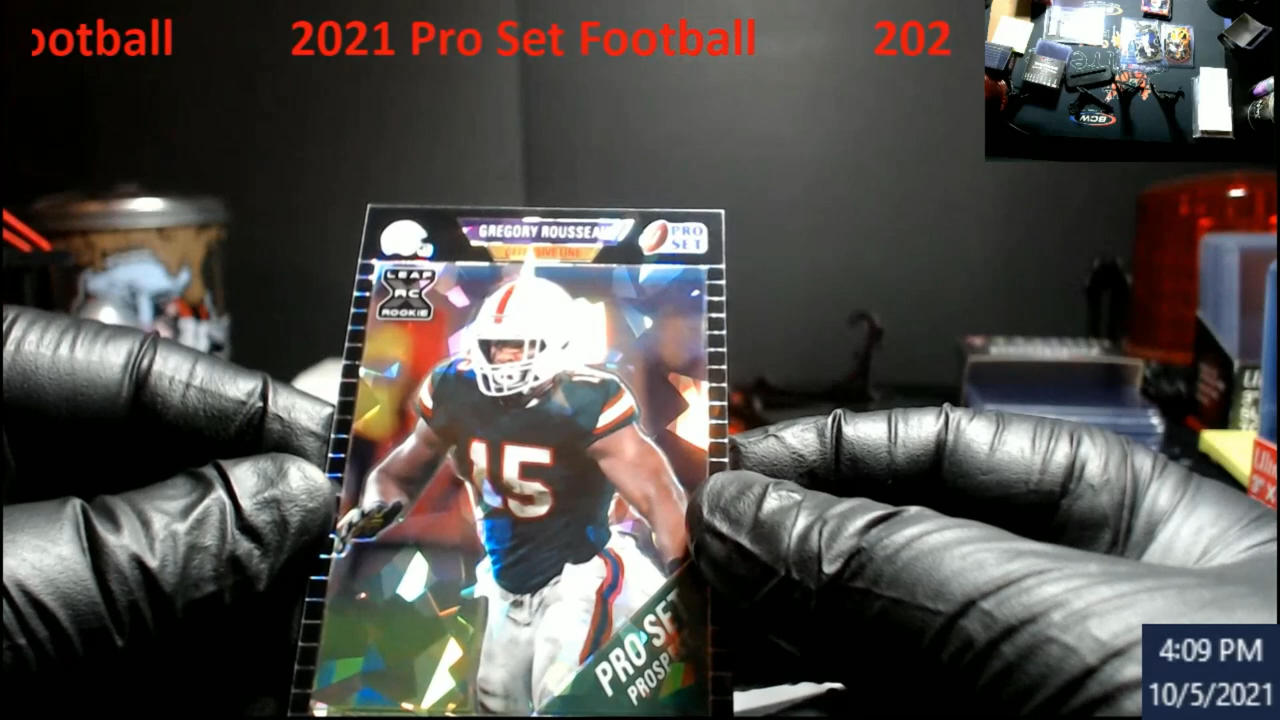 ootball 2021 Pro Set Football 202
GREGORY ROUSSEAU
PRO
SET
LEAF
RC
ROOKIE
15
PRO SET
PROSP
BCW
4:09 PM
10/5/2021